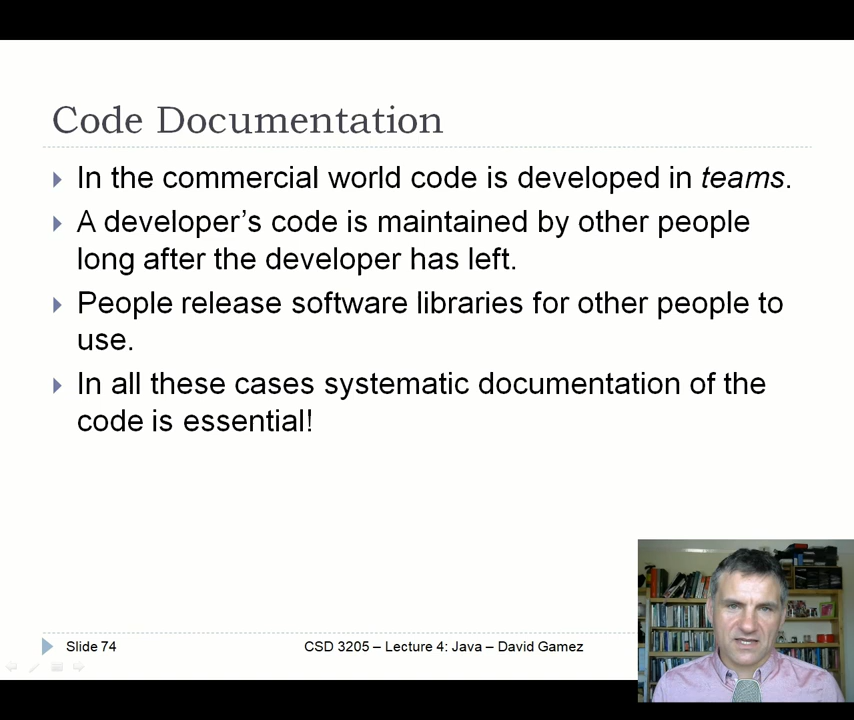 Code Documentation
In the commercial world code is developed in teams.
A developer’s code is maintained by other people
long after the developer has left.
People release software libraries for other people to
use.
In all these cases systematic documentation of the
code is essential!
Slide 74
CSD 3205 – Lecture 4: Java – David Gamez